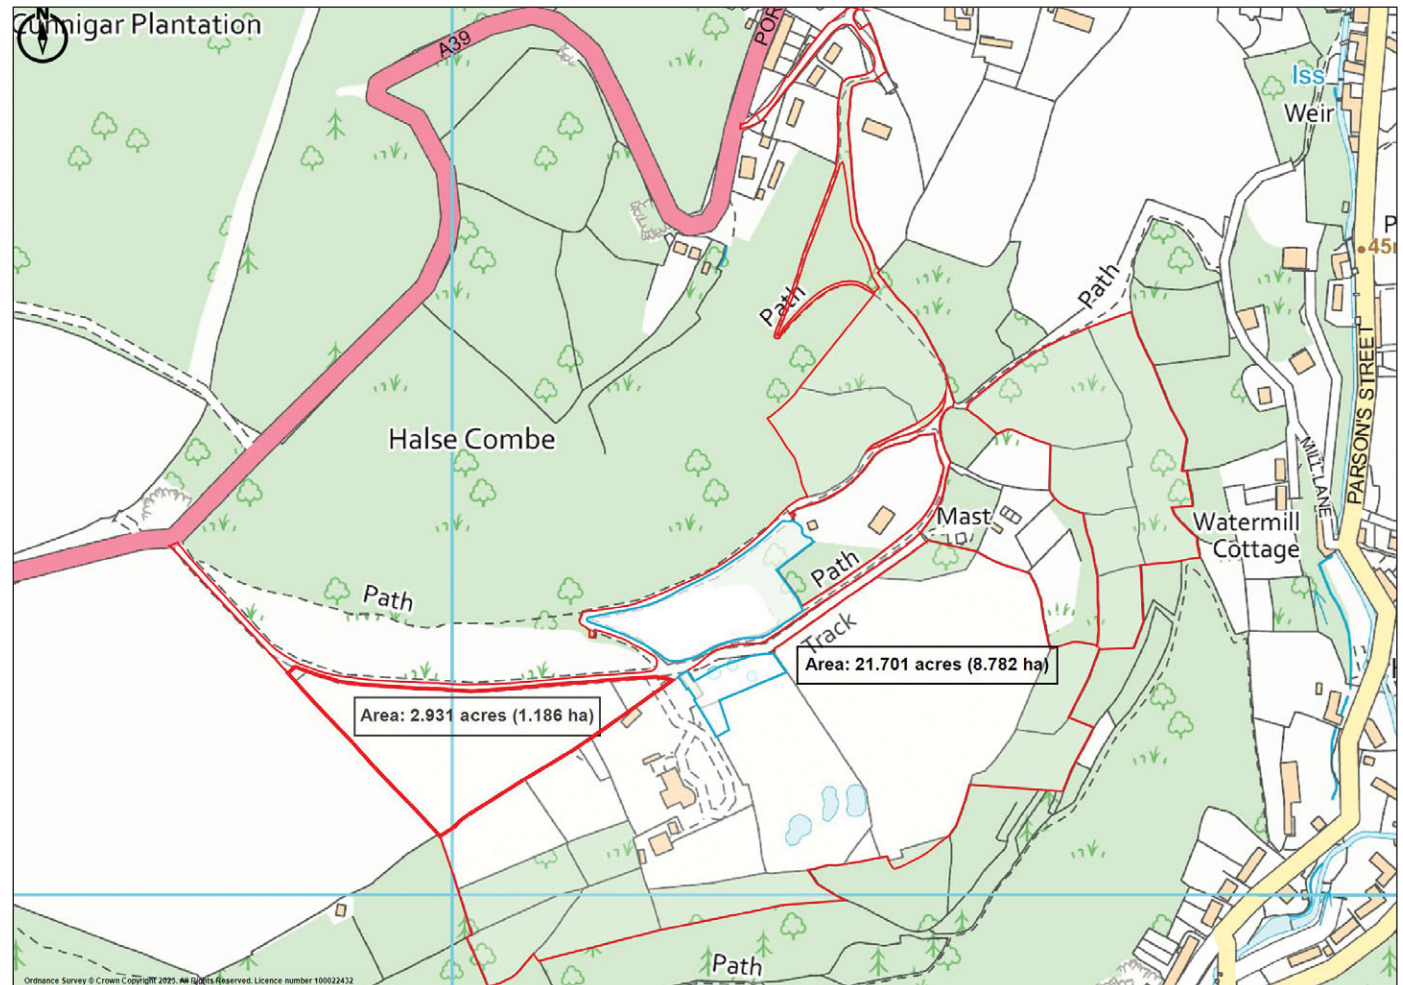 N
Cunnigar Plantation
A39
POR
Iss
Weir
P
45
Path
Path
PARSON'S STREET
Halse Combe
MILL LANE
Mast
Watermill
Cottage
Path
Path
Track
Area: 21.701 acres (8.782 ha)
Area: 2.931 acres (1.186 ha)
Path
Ordnance Survey © Crown Copyright 2025. All Rights Reserved. Licence number 100022432